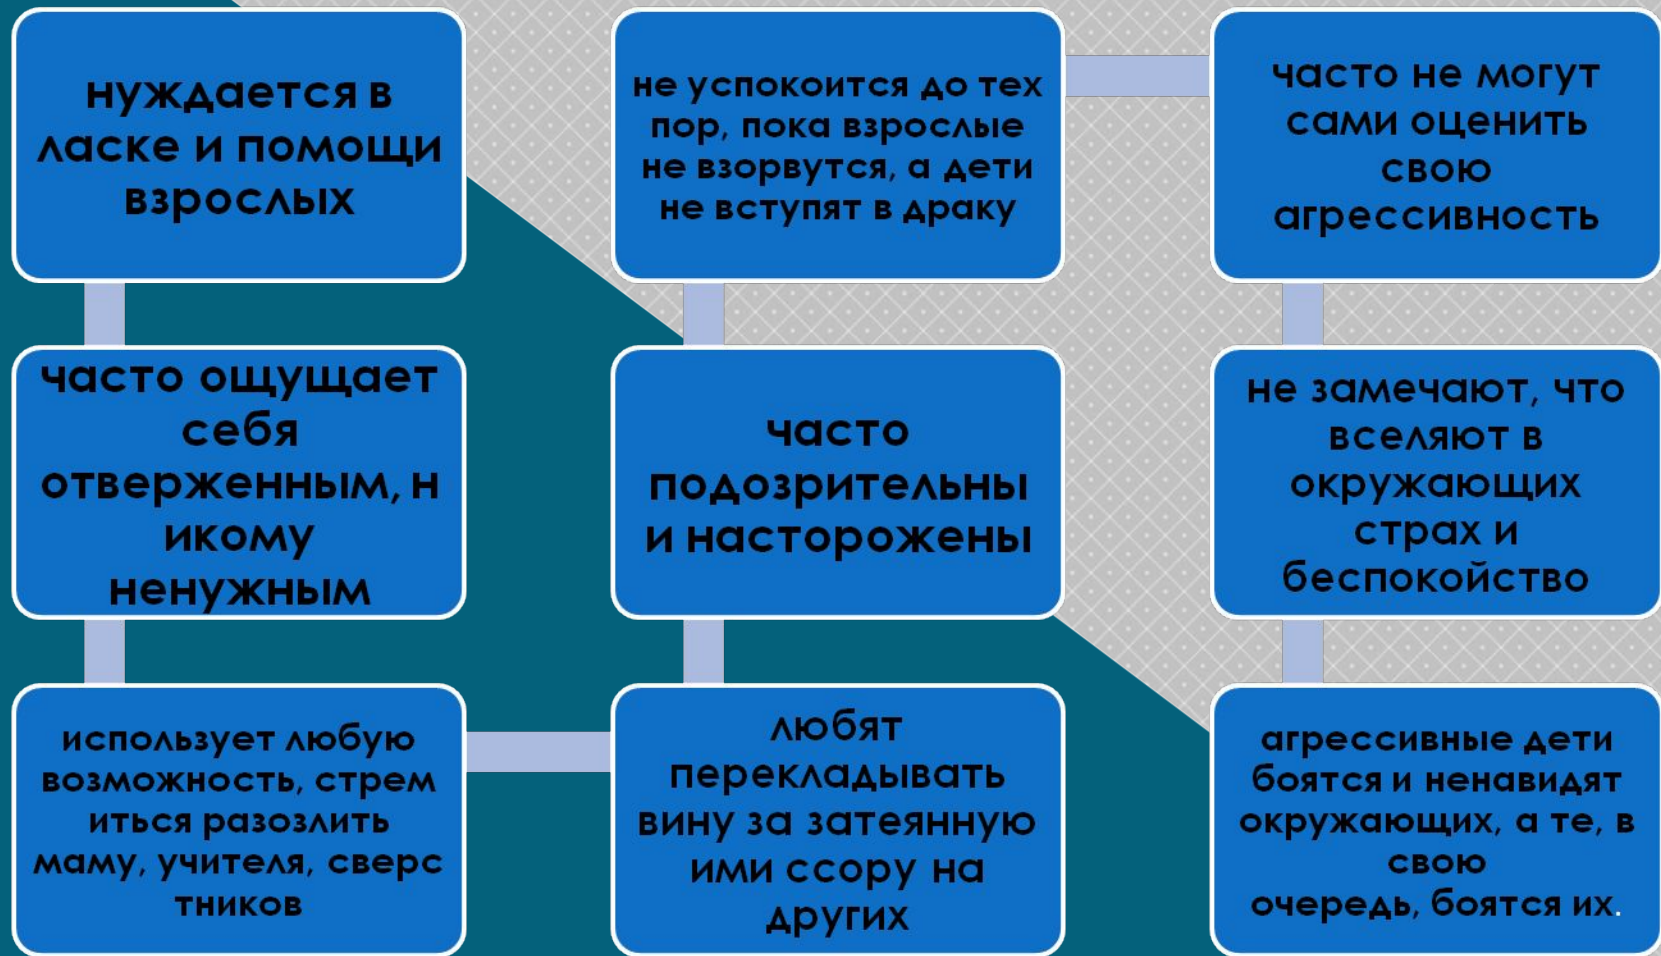 нуждается в
ласке и помощи
взрослых
часто ощущает
себя
отверженным, н
икому
ненужным
использует любую
возможность, стрем
иться разозлить
маму, учителя, сверс
тников
любят
перекладывать
вину за затеянную
ими ссору на
других
часто
подозрительны
и насторожены
не успокоится до тех
пор, пока взрослые
не взорвутся, а дети
не вступят в драку
часто не могут
сами оценить
свою
агрессивность
не замечают, что
вселяют в
окружающих
страх и
беспокойство
агрессивные дети
боятся и ненавидят
окружающих, а те, в
свою
очередь, боятся их.